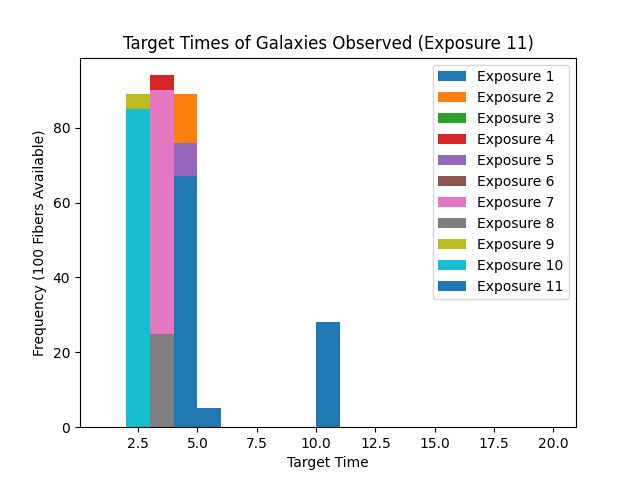 Target Times of Galaxies Observed (Exposure 11)
Frequency (100 Fibers Available)
80
60
40
20
0
Exposure 1
Exposure 2
Exposure 3
Exposure 4
Exposure 5
Exposure 6
Exposure 7
Exposure 8
Exposure 9
Exposure 10
Exposure 11
2.5 5.0 7.5 10.0 12.5 15.0 17.5 20.0
Target Time